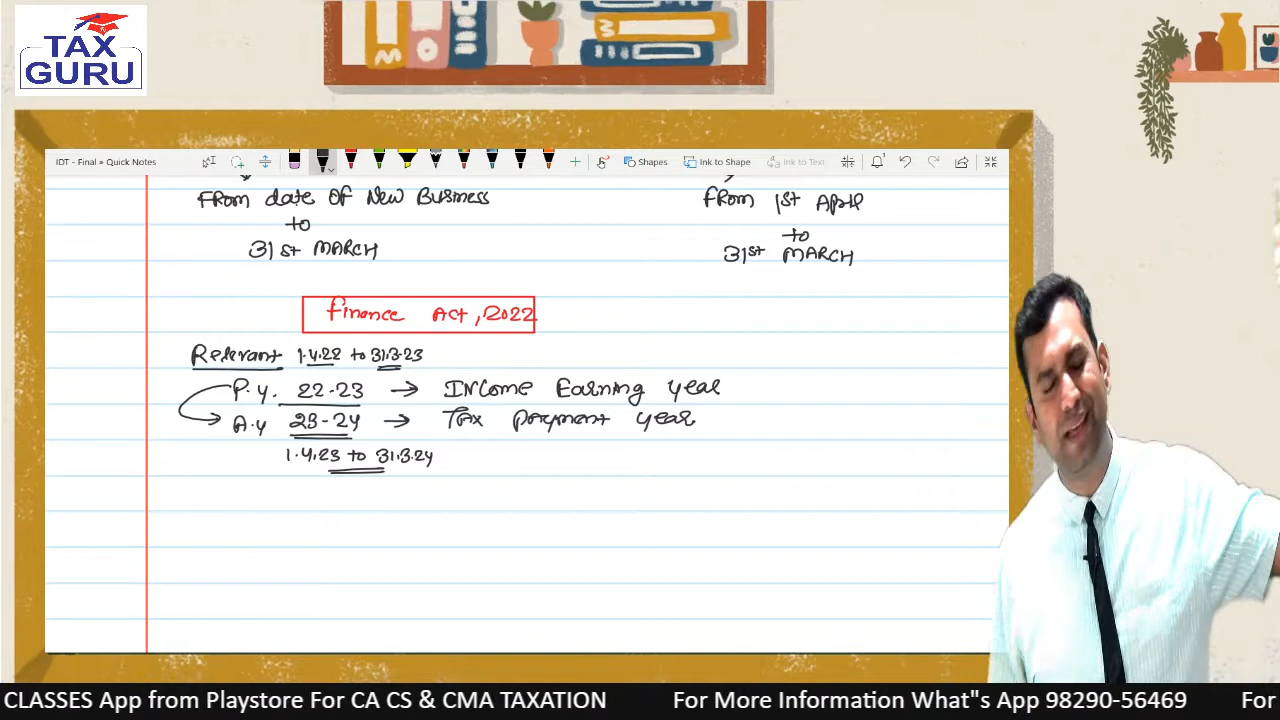 TAX
GURU
IDT - Final » Quick Notes
Shapes
Ink to Shape
Ink to Text
From date of New Business
to
31st MARCH
From 1st April
to
31st MARCH
Finance Act, 2022
Relevant 1.4.22 to 31.3.23
P.y. 22-23 → Income Earning year
A.y 23-24 → Tax payment year
1.4.23 to 31.3.24
CLASSES App from Playstore For CA CS & CMA TAXATION For More Information What"s App 98290-56469 For